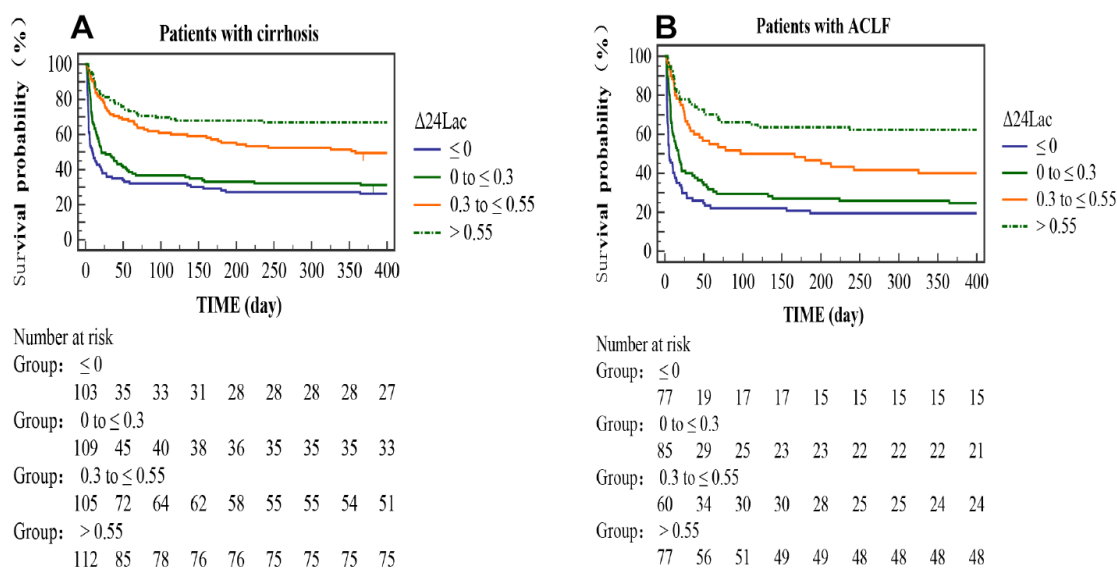 A
Patients with cirrhosis
Survival probability (%)
100
80
60
40
20
0
0 50 100 150 200 250 300 350 400
TIME (day)
Δ24Lac
≤ 0
0 to ≤ 0.3
0.3 to ≤ 0.55
> 0.55
Number at risk
Group: ≤ 0
103 35 33 31 28 28 28 28 27
Group: 0 to ≤ 0.3
109 45 40 38 36 35 35 35 33
Group: 0.3 to ≤ 0.55
105 72 64 62 58 55 55 54 51
Group: > 0.55
112 85 78 76 76 75 75 75 75
B
Patients with ACLF
Survival probability (%)
100
80
60
40
20
0
0 50 100 150 200 250 300 350 400
TIME (day)
Δ24Lac
≤ 0
0 to ≤ 0.3
0.3 to ≤ 0.55
> 0.55
Number at risk
Group: ≤ 0
77 19 17 17 15 15 15 15 15
Group: 0 to ≤ 0.3
85 29 25 23 23 22 22 22 21
Group: 0.3 to ≤ 0.55
60 34 30 30 28 25 25 24 24
Group: > 0.55
77 56 51 49 49 48 48 48 48